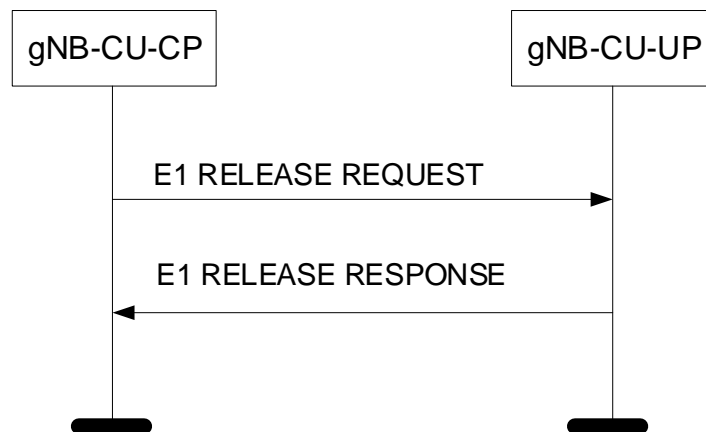 gNB-CU-CP
gNB-CU-UP
E1 RELEASE REQUEST
E1 RELEASE RESPONSE